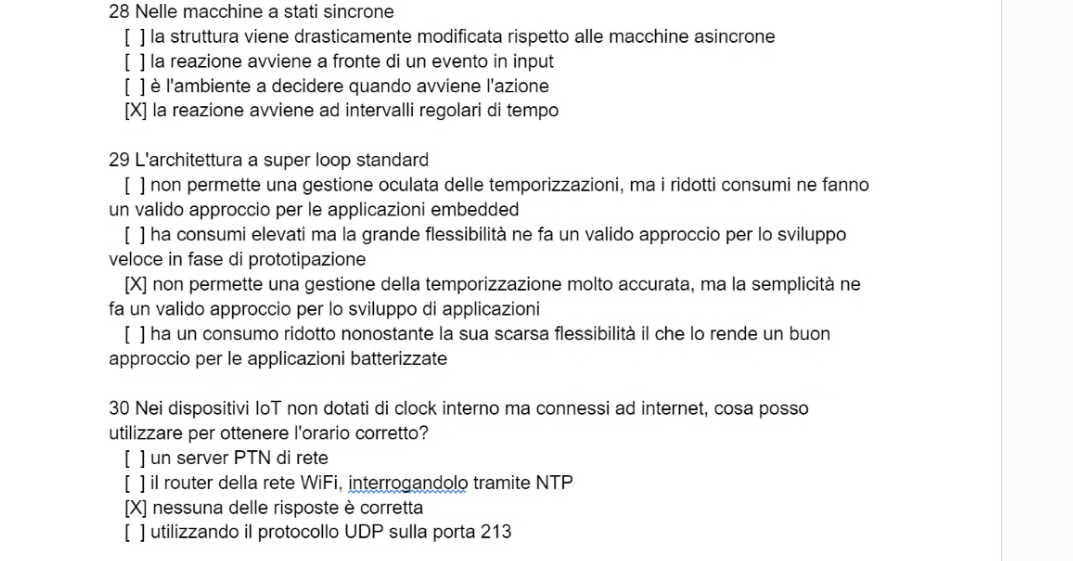 28 Nelle macchine a stati sincrone
[ ] la struttura viene drasticamente modificata rispetto alle macchine asincrone
[ ] la reazione avviene a fronte di un evento in input
[ ] è l'ambiente a decidere quando avviene l'azione
[X] la reazione avviene ad intervalli regolari di tempo
29 L'architettura a super loop standard
[ ] non permette una gestione oculata delle temporizzazioni, ma i ridotti consumi ne fanno
un valido approccio per le applicazioni embedded
[ ] ha consumi elevati ma la grande flessibilità ne fa un valido approccio per lo sviluppo
veloce in fase di prototipazione
[X] non permette una gestione della temporizzazione molto accurata, ma la semplicità ne
fa un valido approccio per lo sviluppo di applicazioni
[ ] ha un consumo ridotto nonostante la sua scarsa flessibilità il che lo rende un buon
approccio per le applicazioni batterizzate
30 Nei dispositivi IoT non dotati di clock interno ma connessi ad internet, cosa posso
utilizzare per ottenere l'orario corretto?
[ ] un server PTN di rete
[ ] il router della rete WiFi, interrogandolo tramite NTP
[X] nessuna delle risposte è corretta
[ ] utilizzando il protocollo UDP sulla porta 213